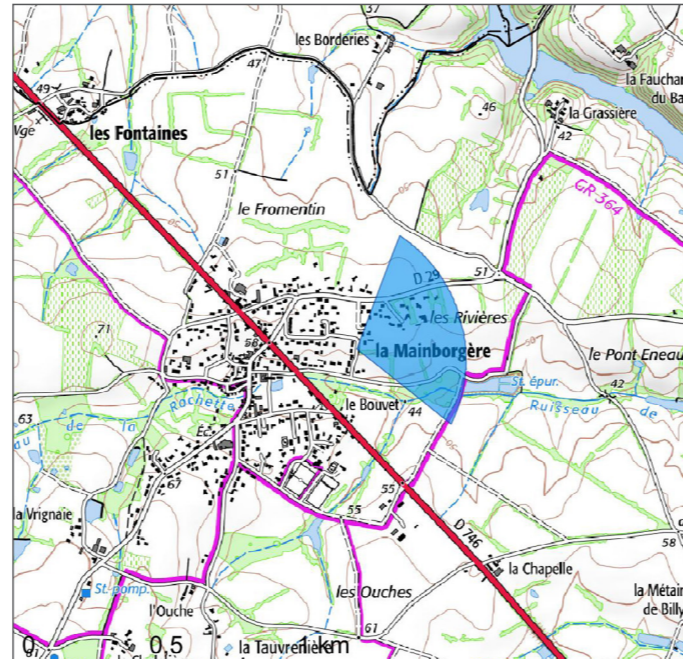 37
les Borderies
49
47
la Fauchar
du Ba
46
la Grassière
42
Vge
les Fontaines
51
GR 364
le Fromentin
D 29
51
les Rivières
71
58
la Mainborgère
le Pont Eneau
St. épur.
42
63
Rochette
le Bouvet
44
Ruisseau de
au de la
Éc.
67
55
55
la Vrignaie
D 746
58
la Chapelle
St. pomp.
l'Ouche
les Ouches
la Métair
de Billy
61
la Tauvrenière
0 0,5 1 km